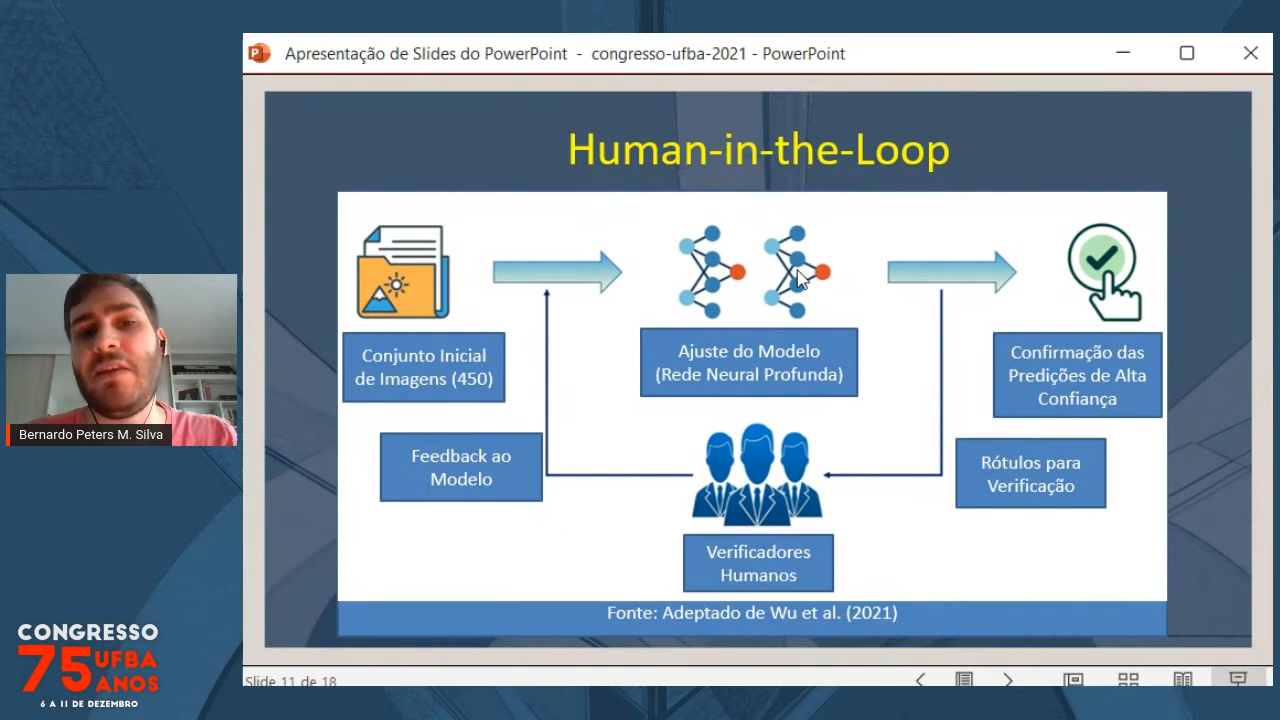 Apresentação de Slides do PowerPoint - congresso-ufba-2021 - PowerPoint
Human-in-the-Loop
Conjunto Inicial
de Imagens (450)
Ajuste do Modelo
(Rede Neural Profunda)
Confirmação das
Predições de Alta
Confiança
Feedback ao
Modelo
Rótulos para
Verificação
Verificadores
Humanos
Fonte: Adeptado de Wu et al. (2021)
Bernardo Peters M. Silva
CONGRESSO
75 UFBA
ANOS
6 A 11 DE DEZEMBRO
Slide 11 de 18